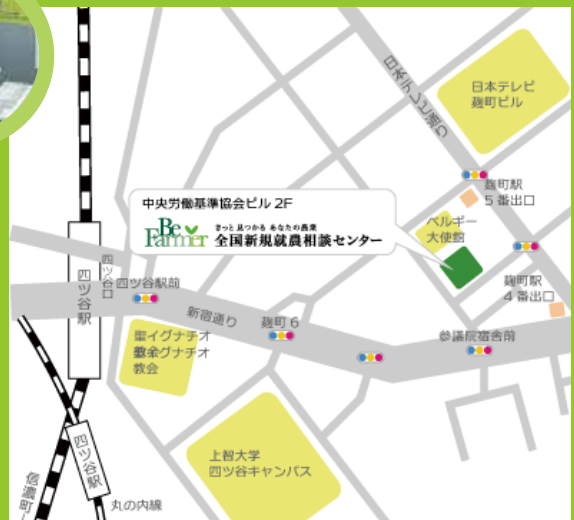 日本テレビ通り
日本テレビ
麹町ビル
麹町駅
5番出口
中央労働基準協会ビル 2F
Be Farmer
きっと見つかる あなたの農業
全国新規就農相談センター
ベルギー
大使館
四ツ谷口
四ツ谷駅
四ツ谷駅前
麹町駅
4番出口
新宿通り
麹町6
参議院宿舎前
聖イグナチオ
教会
上智大学
四ツ谷キャンパス
四ツ谷駅
信濃町
丸の内線